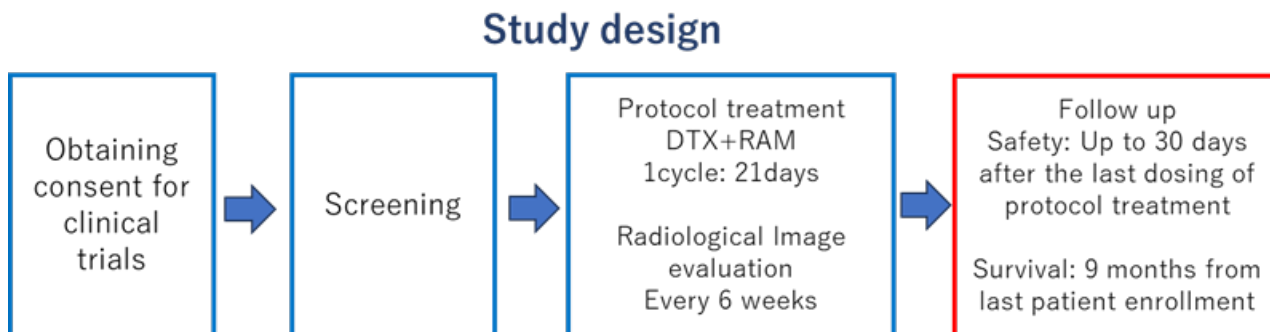 Study design
Obtaining
consent for
clinical
trials
Screening
Protocol treatment
DTX+RAM
1cycle: 21days
Radiological Image
evaluation
Every 6 weeks
Follow up
Safety: Up to 30 days
after the last dosing of
protocol treatment
Survival: 9 months from
last patient enrollment